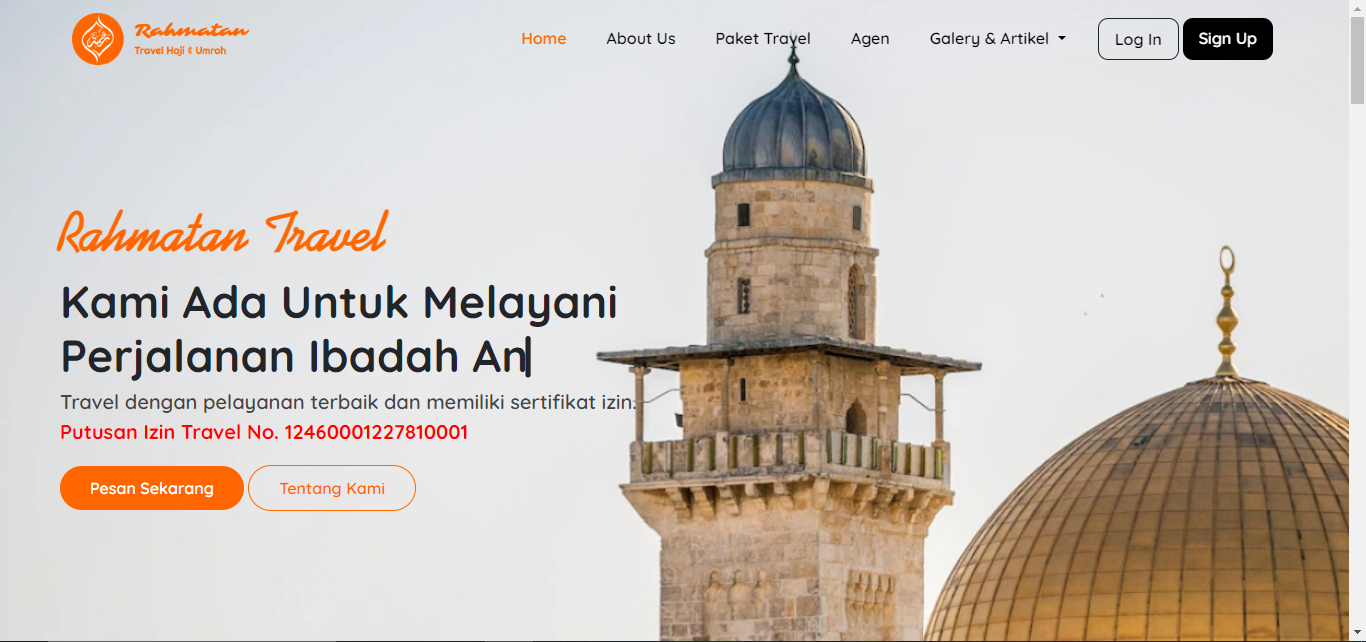 Rahmatan
Travel Haji & Umroh
Home
About Us
Paket Travel
Agen
Galery & Artikel
Log In
Sign Up
Rahmatan Travel
Kami Ada Untuk Melayani
Perjalanan Ibadah An
Travel dengan pelayanan terbaik dan memiliki sertifikat izin.
Putusan Izin Travel No. 12460001227810001
Pesan Sekarang
Tentang Kami